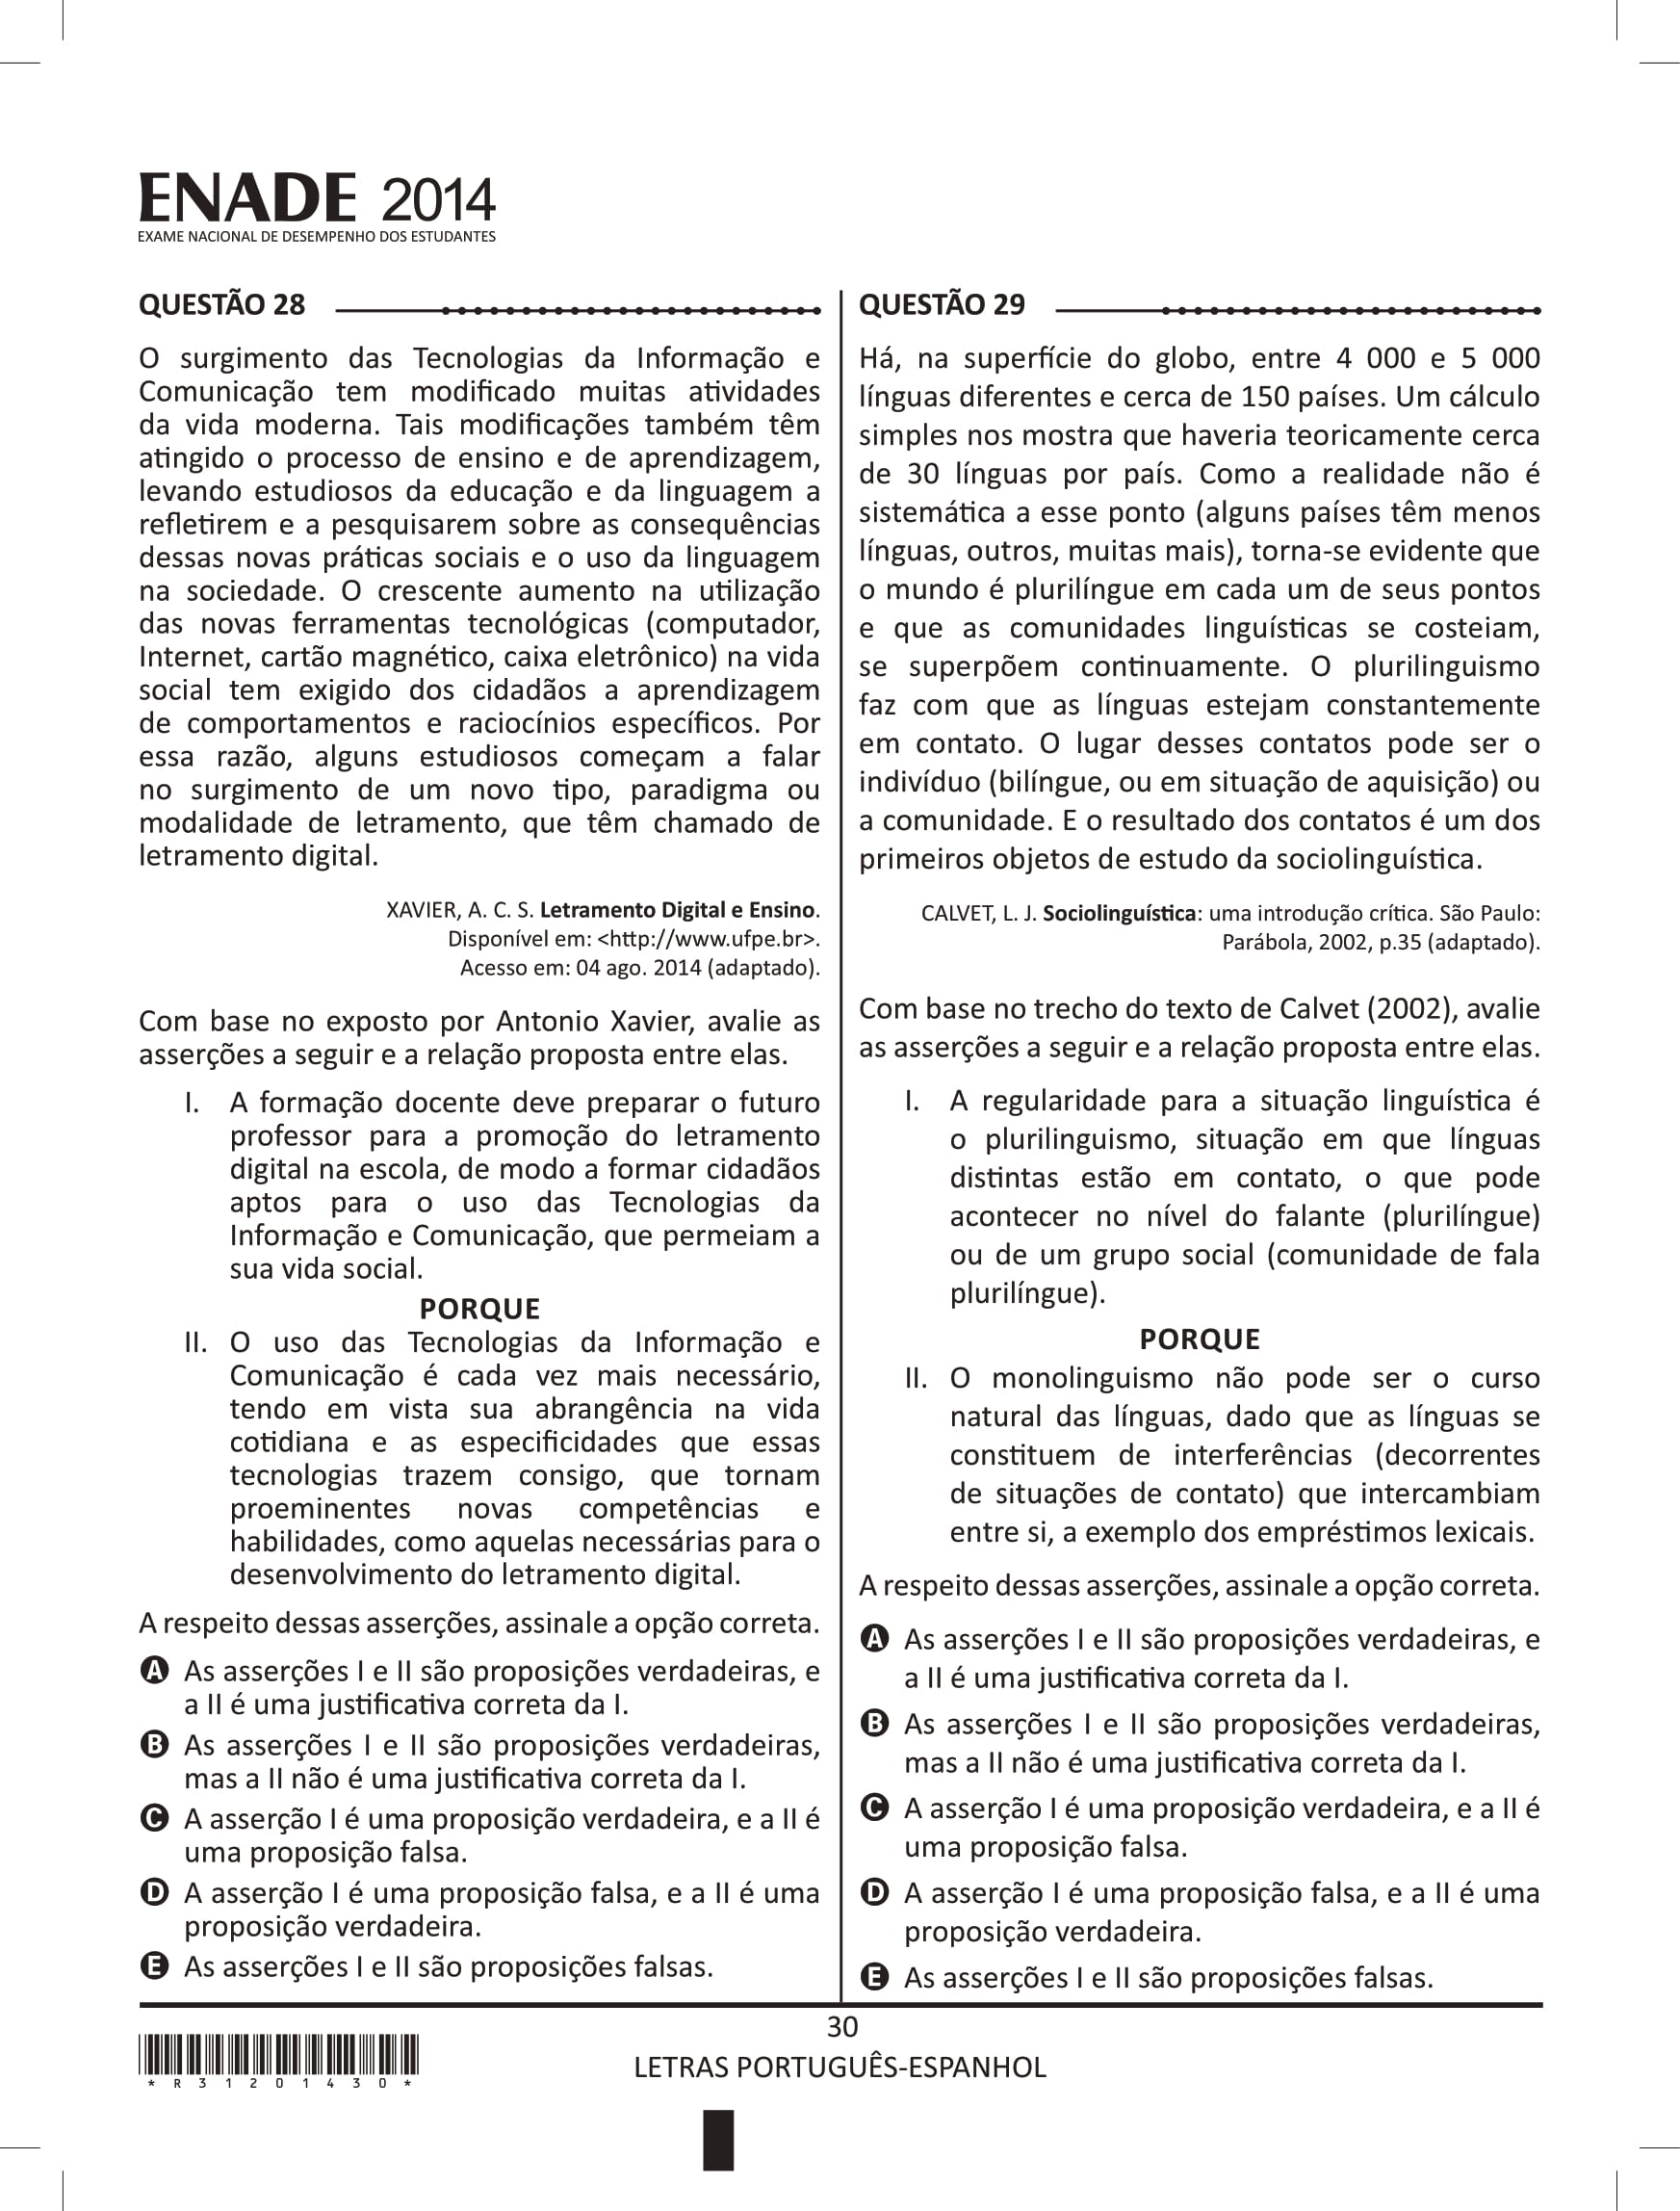 ENADE 2014
EXAME NACIONAL DE DESEMPENHO DOS ESTUDANTES
QUESTÃO 28
O surgimento das Tecnologias da Informação e
Comunicação tem modificado muitas atividades
da vida moderna. Tais modificações também têm
atingido o processo de ensino e de aprendizagem,
levando estudiosos da educação e da linguagem a
refletirem e a pesquisarem sobre as consequências
dessas novas práticas sociais e o uso da linguagem
na sociedade. O crescente aumento na utilização
das novas ferramentas tecnológicas (computador,
Internet, cartão magnético, caixa eletrônico) na vida
social tem exigido dos cidadãos a aprendizagem
de comportamentos e raciocínios específicos. Por
essa razão, alguns estudiosos começam a falar
no surgimento de um novo tipo, paradigma ou
modalidade de letramento, que têm chamado de
letramento digital.
XAVIER, A. C. S. Letramento Digital e Ensino.
Disponível em: <http://www.ufpe.br>.
Acesso em: 04 ago. 2014 (adaptado).
Com base no exposto por Antonio Xavier, avalie as
asserções a seguir e a relação proposta entre elas.
I. A formação docente deve preparar o futuro
professor para a promoção do letramento
digital na escola, de modo a formar cidadãos
aptos para o uso das Tecnologias da
Informação e Comunicação, que permeiam a
sua vida social.
PORQUE
II. O uso das Tecnologias da Informação e
Comunicação é cada vez mais necessário,
tendo em vista sua abrangência na vida
cotidiana e as especificidades que essas
tecnologias trazem consigo, que tornam
proeminentes novas competências e
habilidades, como aquelas necessárias para o
desenvolvimento do letramento digital.
A respeito dessas asserções, assinale a opção correta.
A As asserções I e II são proposições verdadeiras, e
a II é uma justificativa correta da I.
B As asserções I e II são proposições verdadeiras,
mas a II não é uma justificativa correta da I.
C A asserção I é uma proposição verdadeira, e a II é
uma proposição falsa.
D A asserção I é uma proposição falsa, e a II é uma
proposição verdadeira.
E As asserções I e II são proposições falsas.
QUESTÃO 29
Há, na superfície do globo, entre 4 000 e 5 000
línguas diferentes e cerca de 150 países. Um cálculo
simples nos mostra que haveria teoricamente cerca
de 30 línguas por país. Como a realidade não é
sistemática a esse ponto (alguns países têm menos
línguas, outros, muitas mais), torna-se evidente que
o mundo é plurilíngue em cada um de seus pontos
e que as comunidades linguísticas se costeiam,
se superpõem continuamente. O plurilinguismo
faz com que as línguas estejam constantemente
em contato. O lugar desses contatos pode ser o
indivíduo (bilíngue, ou em situação de aquisição) ou
a comunidade. E o resultado dos contatos é um dos
primeiros objetos de estudo da sociolinguística.
CALVET, L. J. Sociolinguística: uma introdução crítica. São Paulo:
Parábola, 2002, p.35 (adaptado).
Com base no trecho do texto de Calvet (2002), avalie
as asserções a seguir e a relação proposta entre elas.
I. A regularidade para a situação linguística é
o plurilinguismo, situação em que línguas
distintas estão em contato, o que pode
acontecer no nível do falante (plurilíngue)
ou de um grupo social (comunidade de fala
plurilíngue).
PORQUE
II. O monolinguismo não pode ser o curso
natural das línguas, dado que as línguas se
constituem de interferências (decorrentes
de situações de contato) que intercambiam
entre si, a exemplo dos empréstimos lexicais.
A respeito dessas asserções, assinale a opção correta.
A As asserções I e II são proposições verdadeiras, e
a II é uma justificativa correta da I.
B As asserções I e II são proposições verdadeiras,
mas a II não é uma justificativa correta da I.
C A asserção I é uma proposição verdadeira, e a II é
uma proposição falsa.
D A asserção I é uma proposição falsa, e a II é uma
proposição verdadeira.
E As asserções I e II são proposições falsas.
30
LETRAS PORTUGUÊS-ESPANHOL
* R 3 1 2 0 1 4 3 0 *